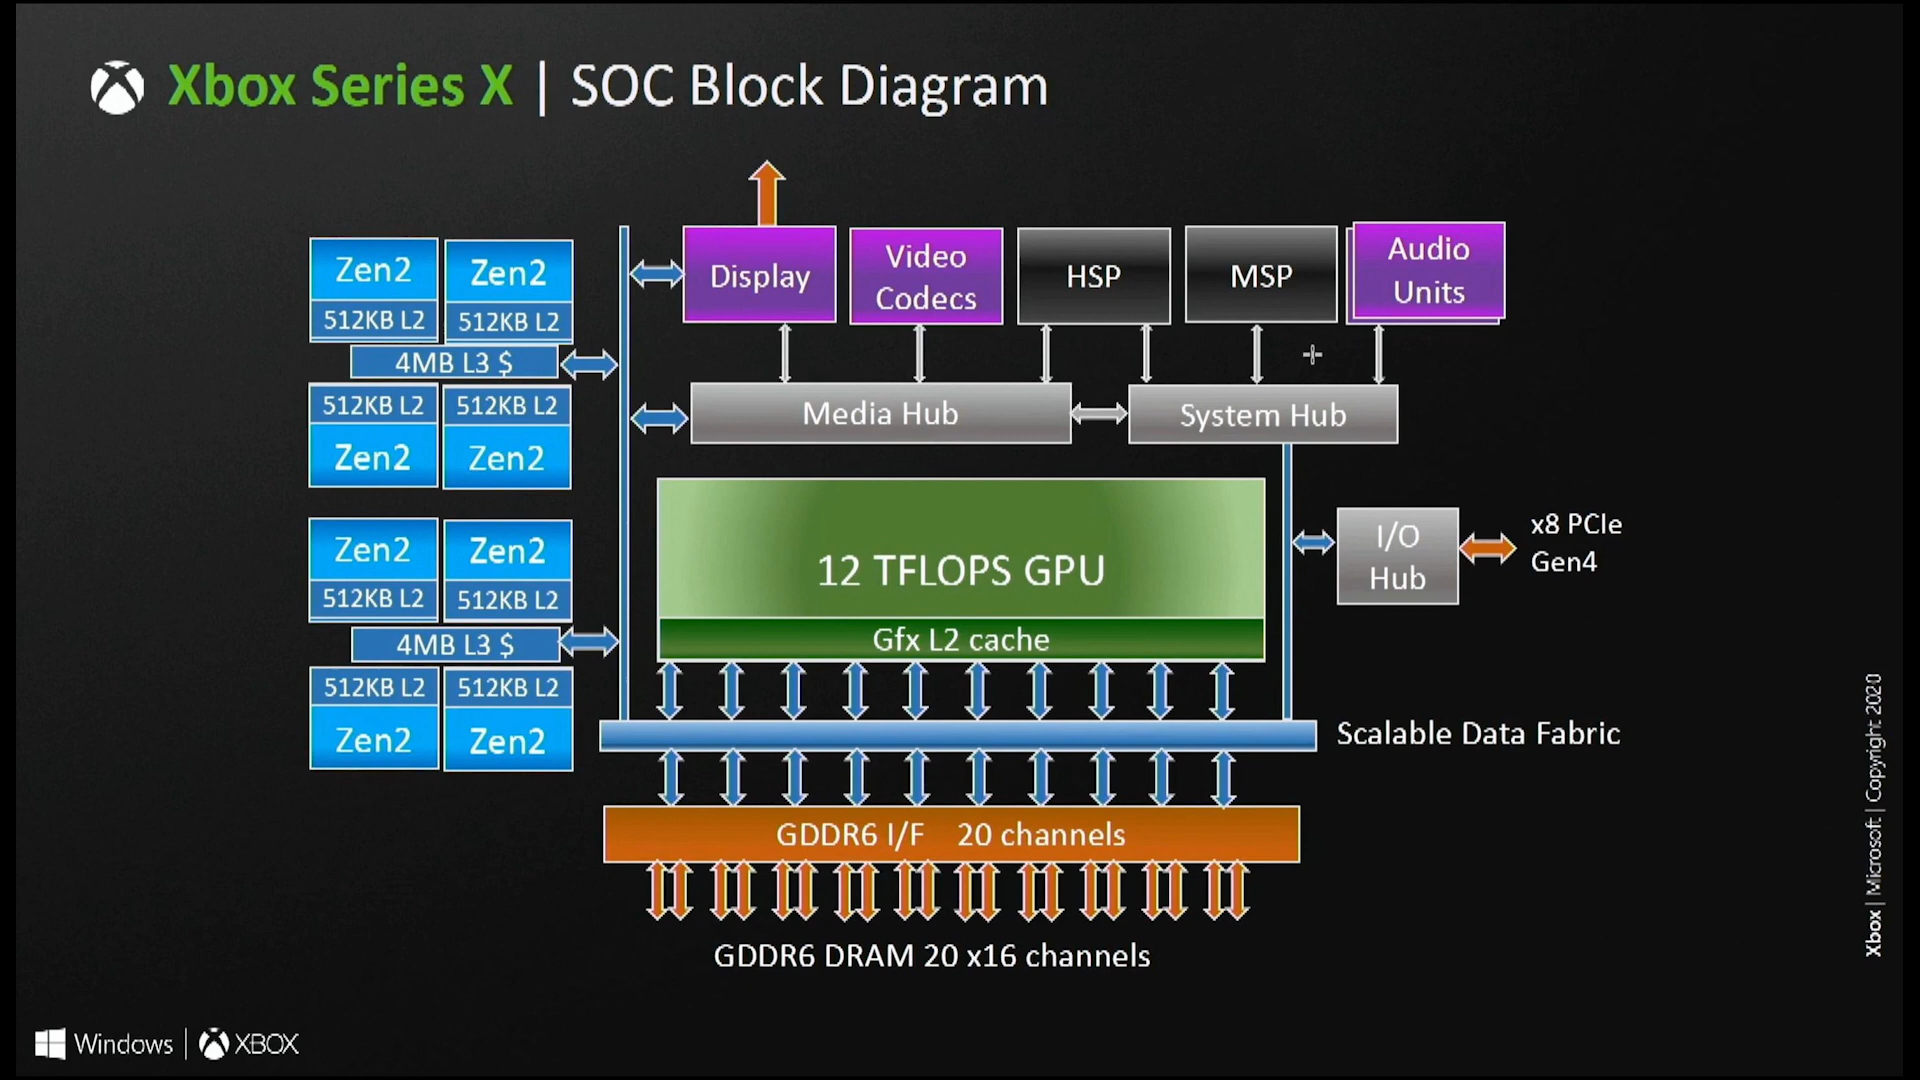 Xbox Series X | SOC Block Diagram
Zen2
Zen2
512KB L2
512KB L2
4MB L3 $
512KB L2
512KB L2
Zen2
Zen2
Zen2
Zen2
512KB L2
512KB L2
4MB L3 $
512KB L2
512KB L2
Zen2
Zen2
Display
Video
Codecs
HSP
MSP
Audio
Units
Media Hub
System Hub
12 TFLOPS GPU
Gfx L2 cache
I/O
Hub
x8 PCIe
Gen4
Scalable Data Fabric
GDDR6 I/F 20 channels
GDDR6 DRAM 20 x16 channels
Xbox | Microsoft | Copyright 2020
Windows | XBOX